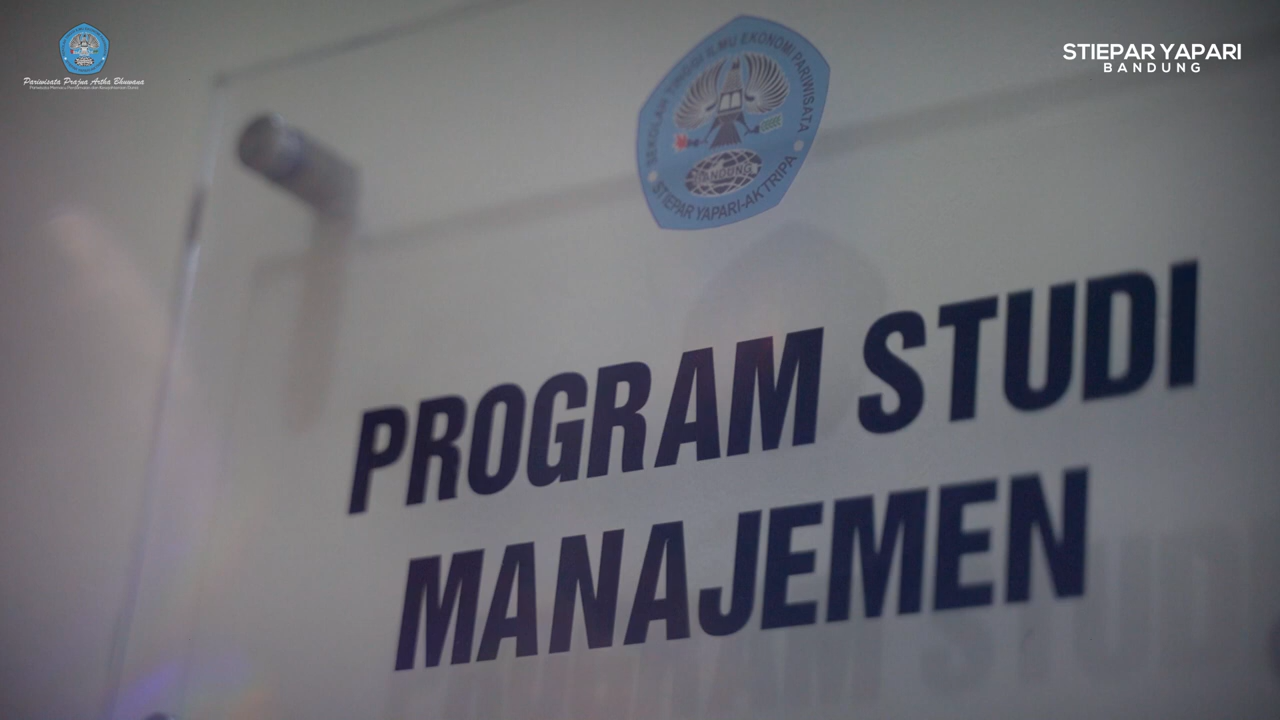 Pariwisata Prajna Artha Bhuwana
STIEPAR YAPARI
BANDUNG
SEKOLAH TINGGI ILMU EKONOMI PARIWISATA
BANDUNG
STIEPAR YAPARI-AKTRIPA
PROGRAM STUDI
MANAJEMEN